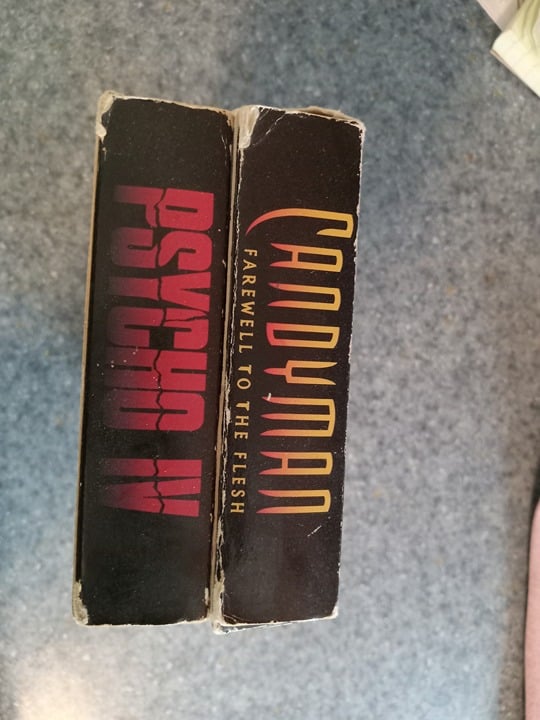 PSYCHO IV
CANDYMAN
FAREWELL TO THE FLESH